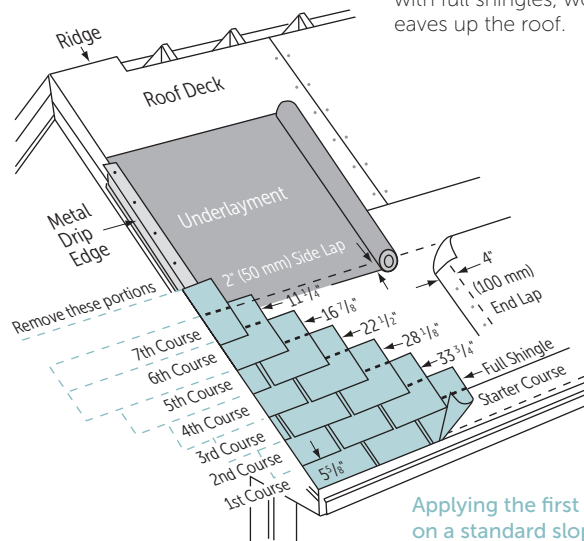 with full shingles, wo
eaves up the roof.
Ridge
Roof Deck
Underlayment
Metal
Drip
Edge
2" (50 mm) Side Lap
4"
(100 mm)
End Lap
Remove these portions
11 1/4"
16 7/8"
22 1/2"
28 1/8"
33 3/4"
Full Shingle
Starter Course
7th Course
6th Course
5th Course
4th Course
3rd Course
2nd Course
1st Course
5 5/8"
Applying the first
on a standard slop